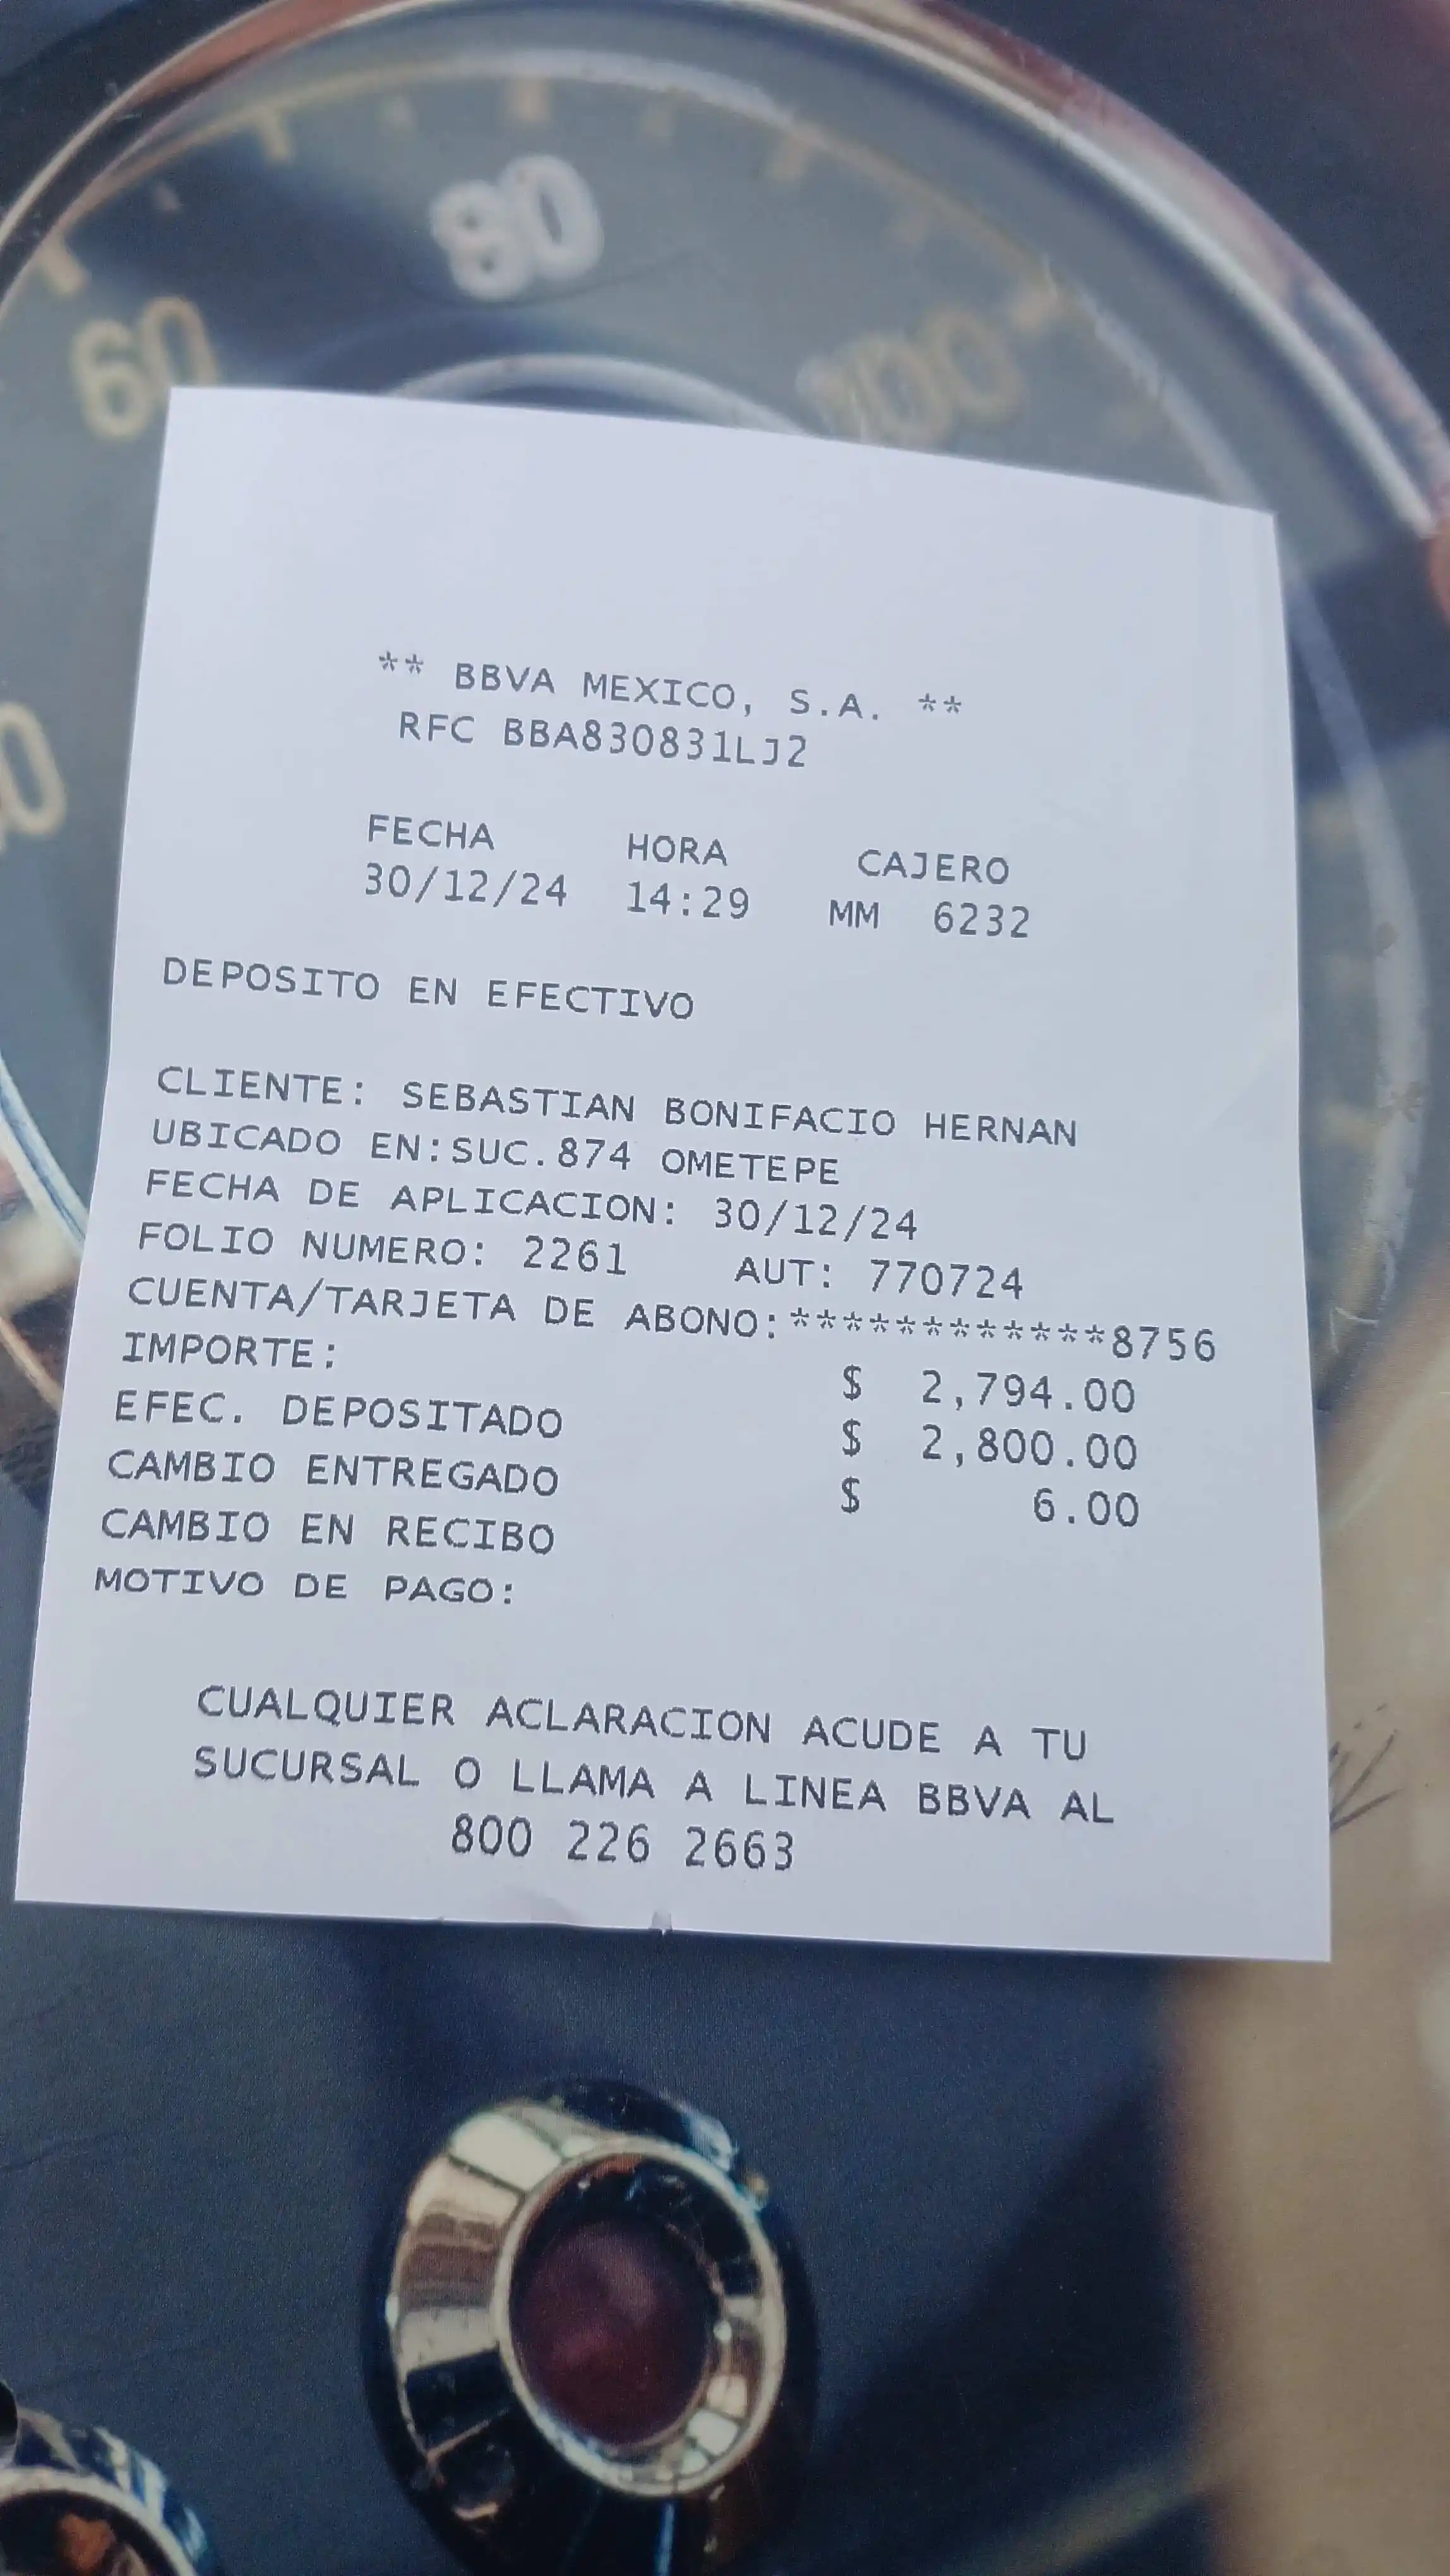 60
80
100
** BBVA MEXICO, S.A. **
RFC BBA830831LJ2
FECHA HORA CAJERO
30/12/24 14:29 MM 6232
DEPOSITO EN EFECTIVO
CLIENTE: SEBASTIAN BONIFACIO HERNAN
UBICADO EN:SUC.874 OMETEPE
FECHA DE APLICACION: 30/12/24
FOLIO NUMERO: 2261 AUT: 770724
CUENTA/TARJETA DE ABONO:************8756
IMPORTE: $ 2,794.00
EFEC. DEPOSITADO $ 2,800.00
CAMBIO ENTREGADO $ 6.00
CAMBIO EN RECIBO
MOTIVO DE PAGO:
CUALQUIER ACLARACION ACUDE A TU
SUCURSAL O LLAMA A LINEA BBVA AL
800 226 2663